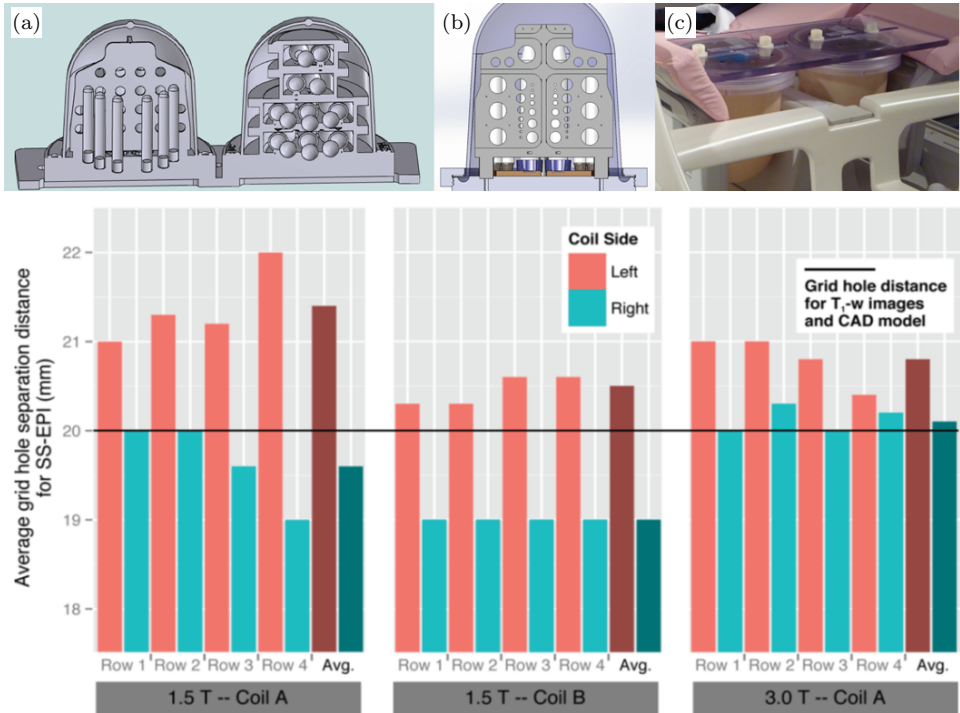 (a)
(b)
(c)
Average grid hole separation distance
for SS-EPI (mm)
22
21
20
19
18
Coil Side
Left
Right
Grid hole distance
for T₁-w images
and CAD model
Row 1 Row 2 Row 3 Row 4 Avg.
Row 1 Row 2 Row 3 Row 4 Avg.
Row 1 Row 2 Row 3 Row 4 Avg.
1.5 T -- Coil A
1.5 T -- Coil B
3.0 T -- Coil A